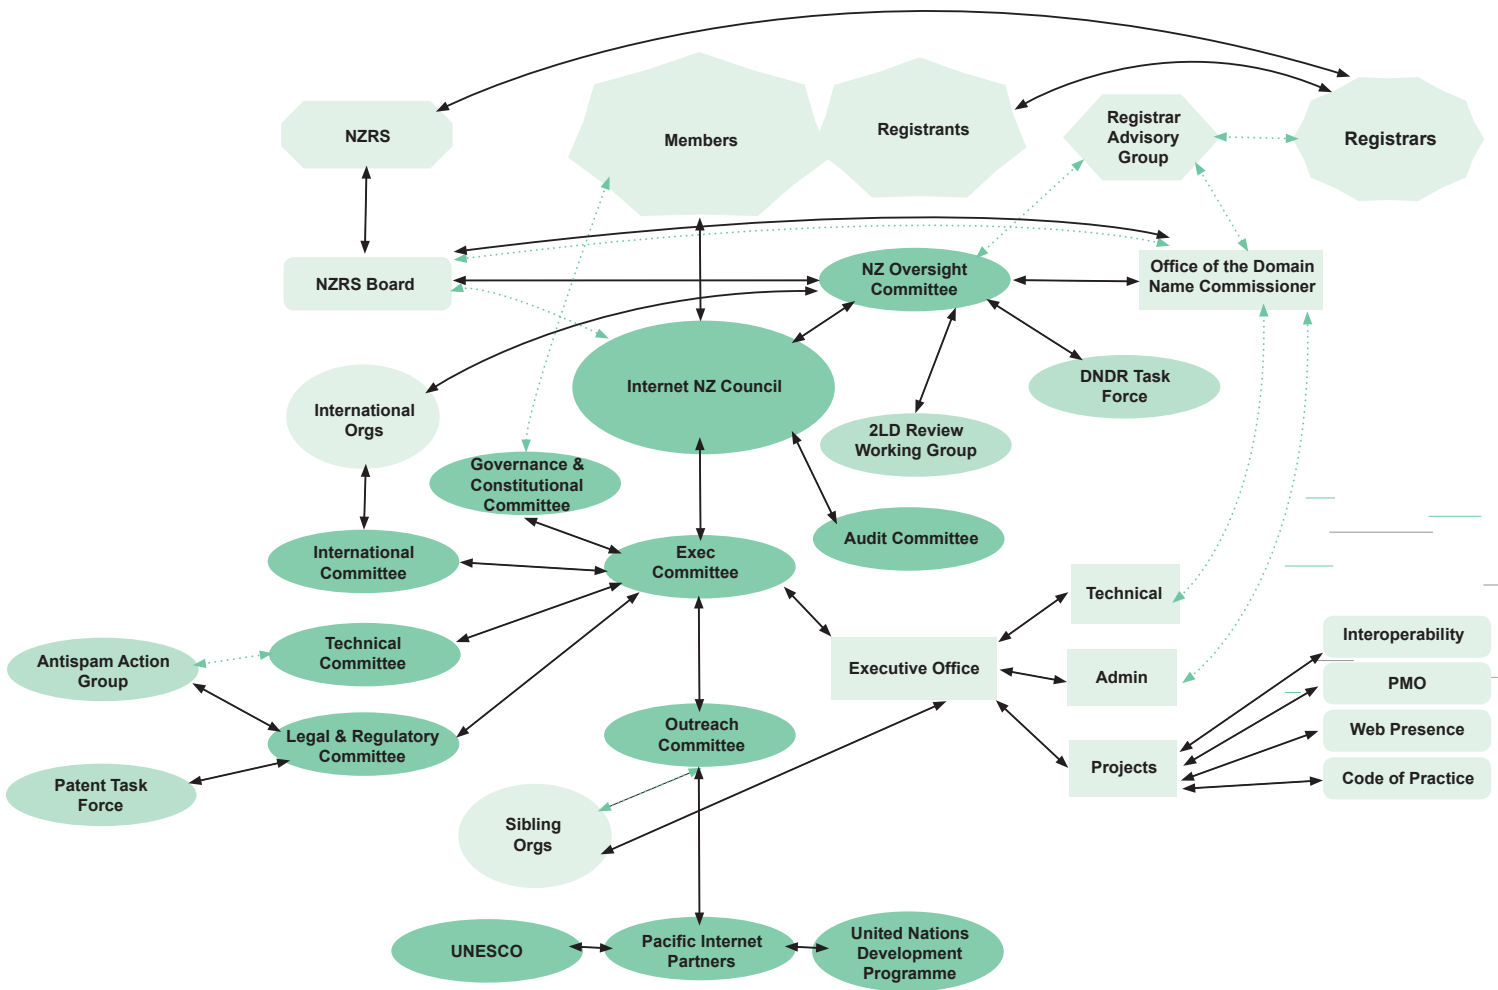 NZRS
Members
Registrants
Registrar
Advisory
Group
Registrars
NZRS Board
NZ Oversight
Committee
Office of the Domain
Name Commissioner
International
Orgs
Internet NZ Council
DNDR Task
Force
2LD Review
Working Group
Governance &
Constitutional
Committee
Audit Committee
International
Committee
Exec
Committee
Technical
Interoperability
Technical
Committee
Antispam Action
Group
Executive Office
Admin
PMO
Legal & Regulatory
Committee
Outreach
Committee
Web Presence
Projects
Code of Practice
Patent Task
Force
Sibling
Orgs
UNESCO
Pacific Internet
Partners
United Nations
Development
Programme